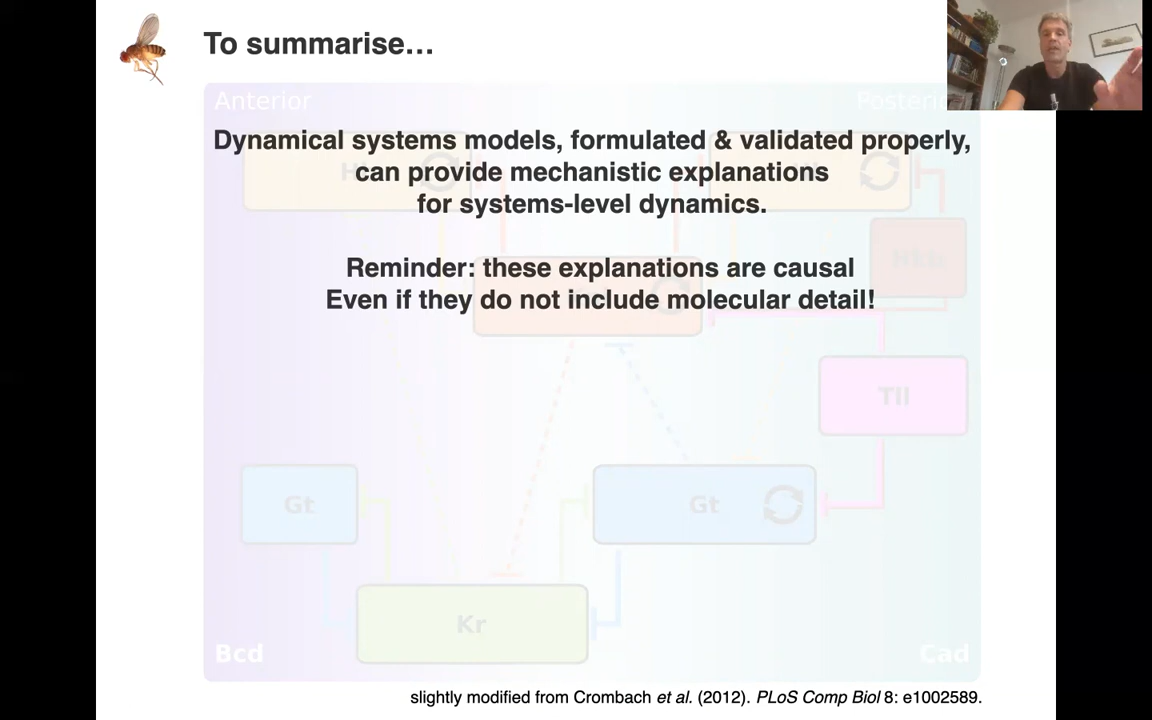 To summarise...
Anterior
Dynamical systems models, formulated & validated properly,
can provide mechanistic explanations
for systems-level dynamics.
Reminder: these explanations are causal
Even if they do not include molecular detail!
Tll
Gt
Gt
Kr
Bcd
Cad
slightly modified from Crombach et al. (2012). PLoS Comp Biol 8: e1002589.